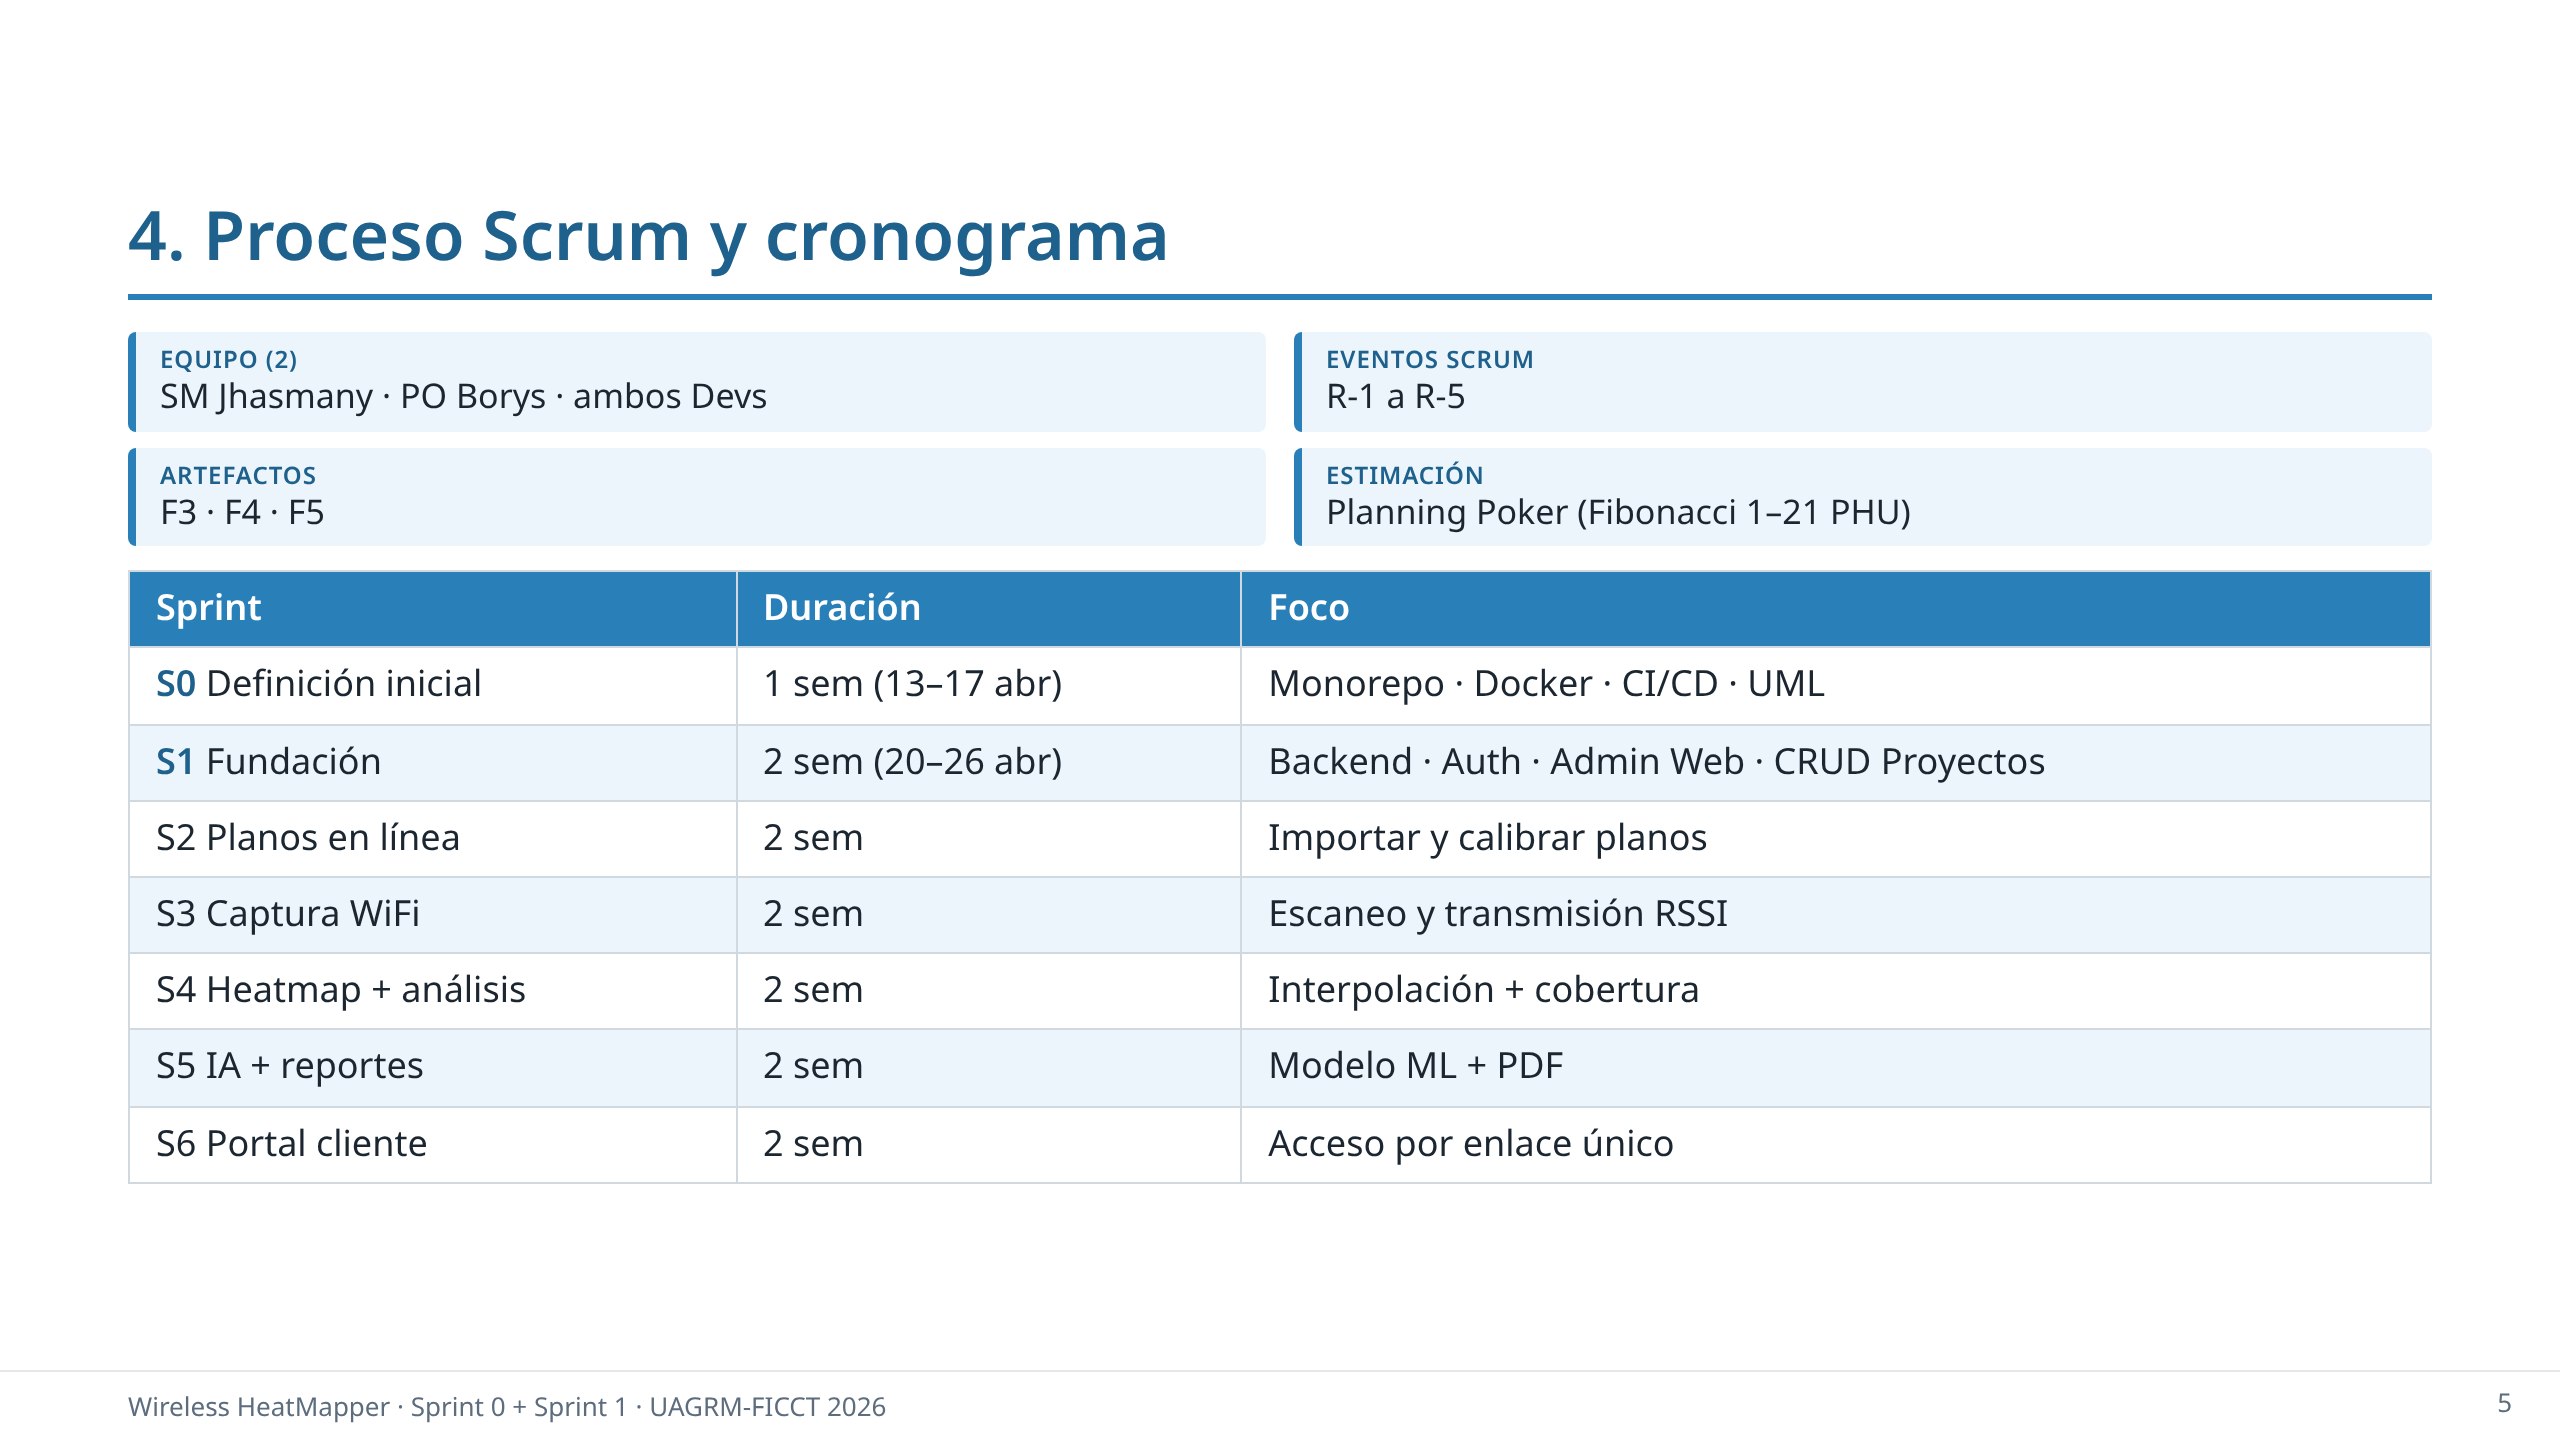 4. Proceso Scrum y cronograma
EQUIPO (2)
SM Jhasmany · PO Borys · ambos Devs
EVENTOS SCRUM
R-1 a R-5
ARTEFACTOS
F3 · F4 · F5
ESTIMACIÓN
Planning Poker (Fibonacci 1–21 PHU)
Sprint Duración Foco
S0 Definición inicial 1 sem (13–17 abr) Monorepo · Docker · CI/CD · UML
S1 Fundación 2 sem (20–26 abr) Backend · Auth · Admin Web · CRUD Proyectos
S2 Planos en línea 2 sem Importar y calibrar planos
S3 Captura WiFi 2 sem Escaneo y transmisión RSSI
S4 Heatmap + análisis 2 sem Interpolación + cobertura
S5 IA + reportes 2 sem Modelo ML + PDF
S6 Portal cliente 2 sem Acceso por enlace único
Wireless HeatMapper · Sprint 0 + Sprint 1 · UAGRM-FICCT 2026
5